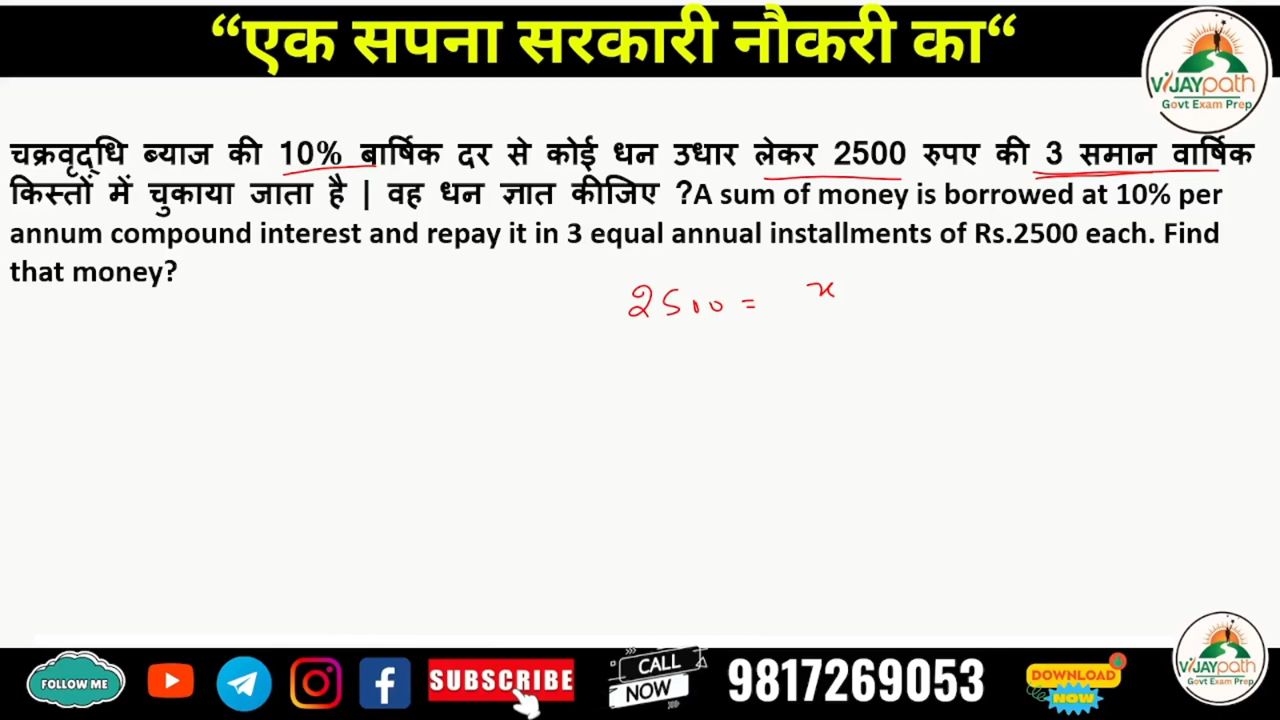 “एक सपना सरकारी नौकरी का“
VIJAYpath
Govt Exam Prep
चक्रवृद्धि ब्याज की 10% बार्षिक दर से कोई धन उधार लेकर 2500 रुपए की 3 समान वार्षिक
किस्तों में चुकाया जाता है | वह धन ज्ञात कीजिए ?A sum of money is borrowed at 10% per
annum compound interest and repay it in 3 equal annual installments of Rs.2500 each. Find
that money?
2500 = x
VIJAYpath
Govt Exam Prep
FOLLOW ME
SUBSCRIBE
CALL
NOW
9817269053
DOWNLOAD
NOW